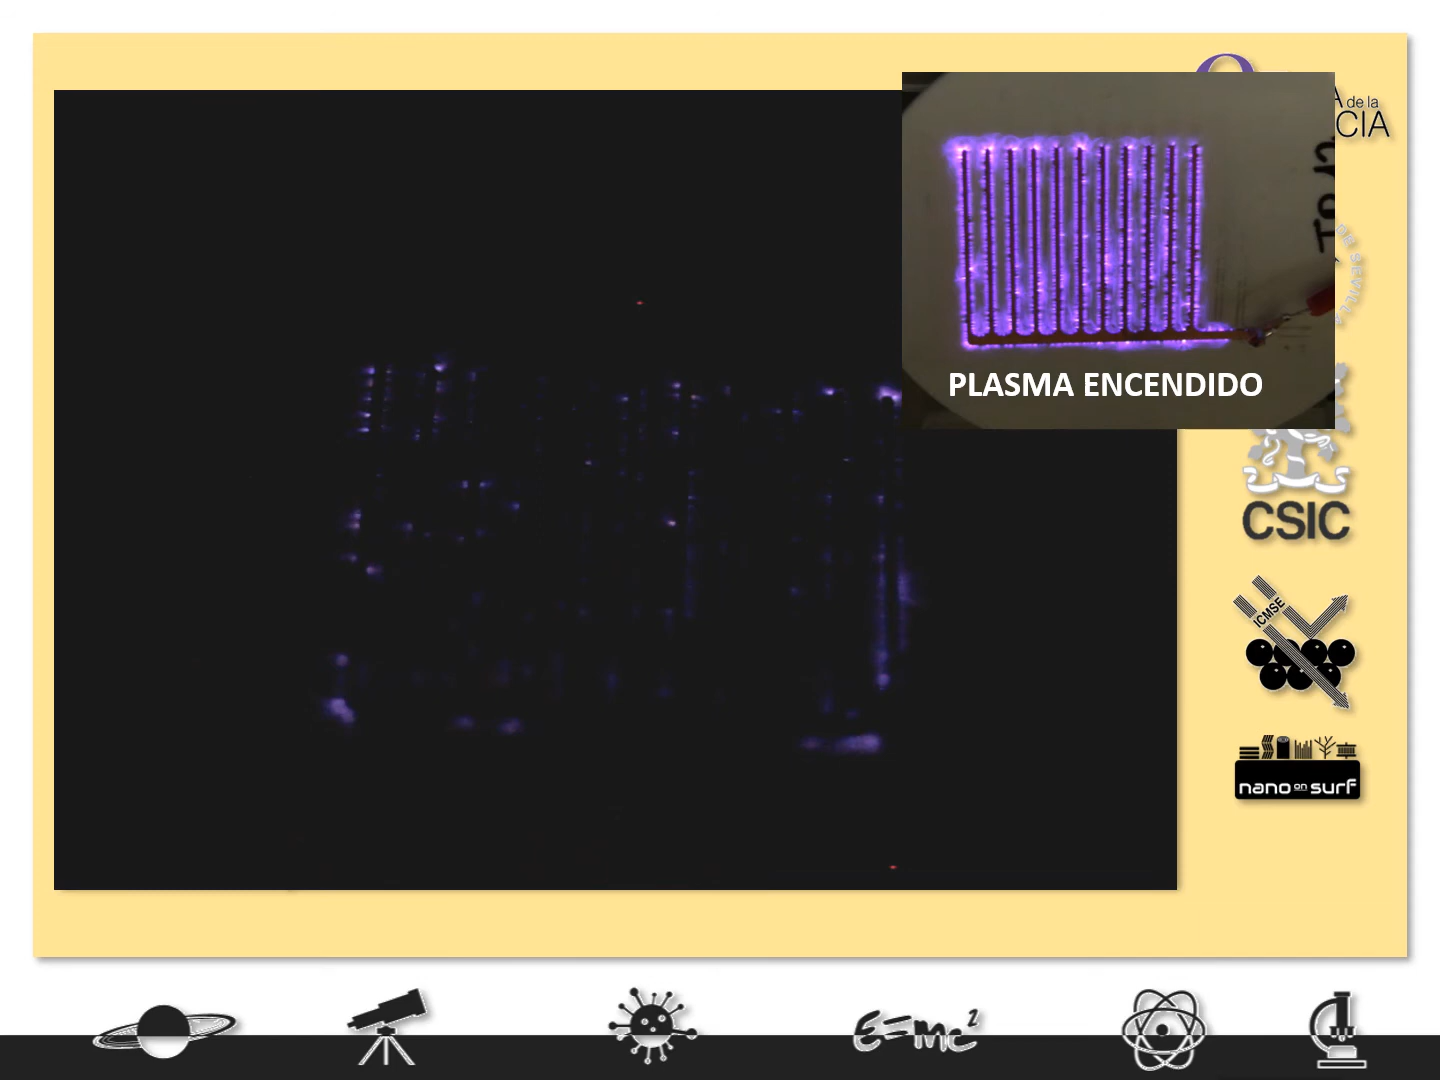 de la
CIA
PLASMA ENCENDIDO
CSIC
ICMSE
nano on surf
E=mc²